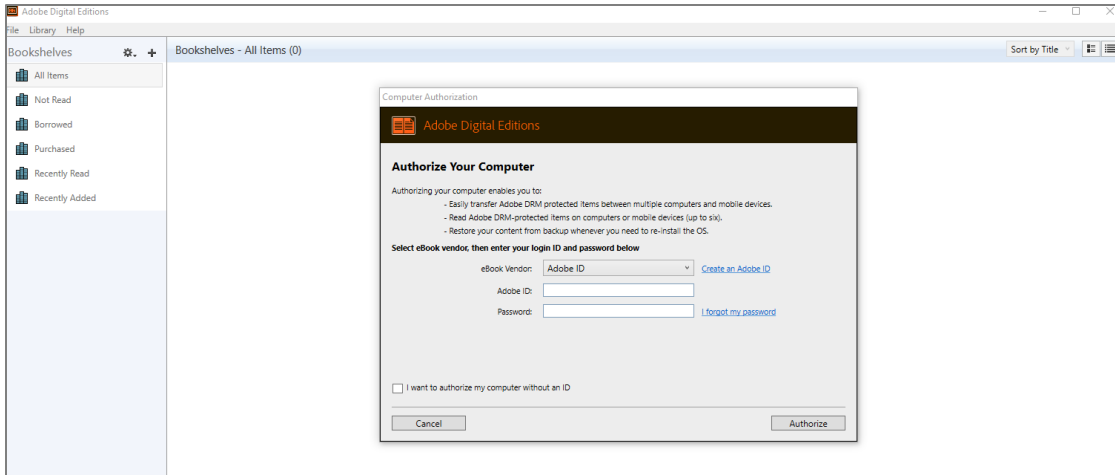 Adobe Digital Editions
File Library Help
Bookshelves
Bookshelves - All Items (0)
Sort by Title
All Items
Not Read
Borrowed
Purchased
Recently Read
Recently Added
Computer Authorization
Adobe Digital Editions
Authorize Your Computer
Authorizing your computer enables you to:
- Easily transfer Adobe DRM protected items between multiple computers and mobile devices.
- Read Adobe DRM-protected items on computers or mobile devices (up to six).
- Restore your content from backup whenever you need to re-install the OS.
Select eBook vendor, then enter your login ID and password below
eBook Vendor: Adobe ID Create an Adobe ID
Adobe ID:
Password: I forgot my password
I want to authorize my computer without an ID
Cancel Authorize